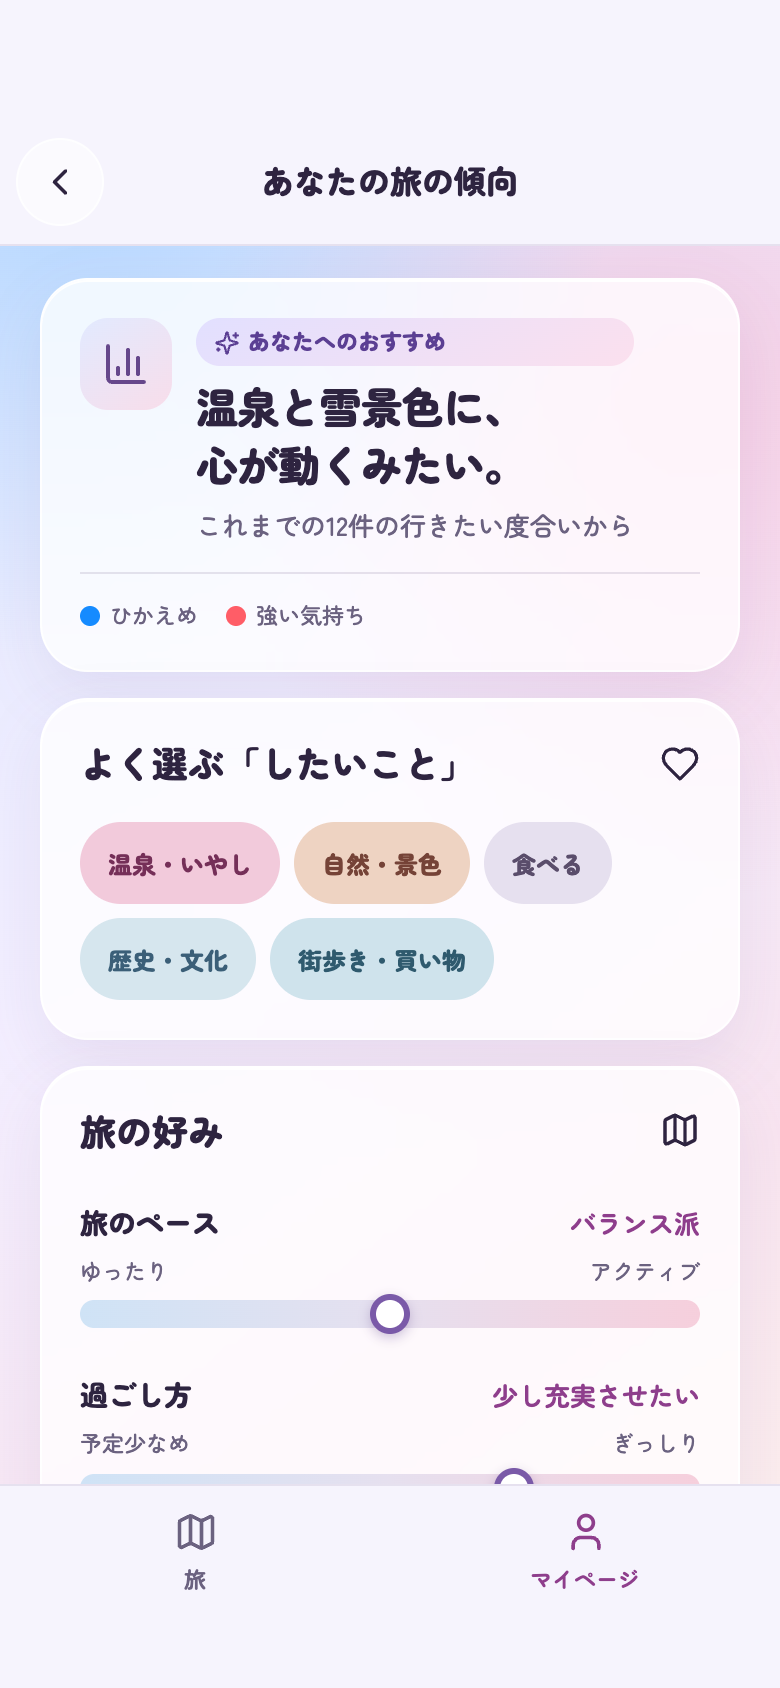 あなたの旅の傾向
あなたへのおすすめ
温泉と雪景色に、
心が動くみたい。
これまでの12件の行きたい度合いから
ひかえめ 強い気持ち
よく選ぶ「したいこと」
温泉・いやし 自然・景色 食べる
歴史・文化 街歩き・買い物
旅の好み
旅のペース バランス派
ゆったり アクティブ
過ごし方 少し充実させたい
予定少なめ ぎっしり
旅 マイページ